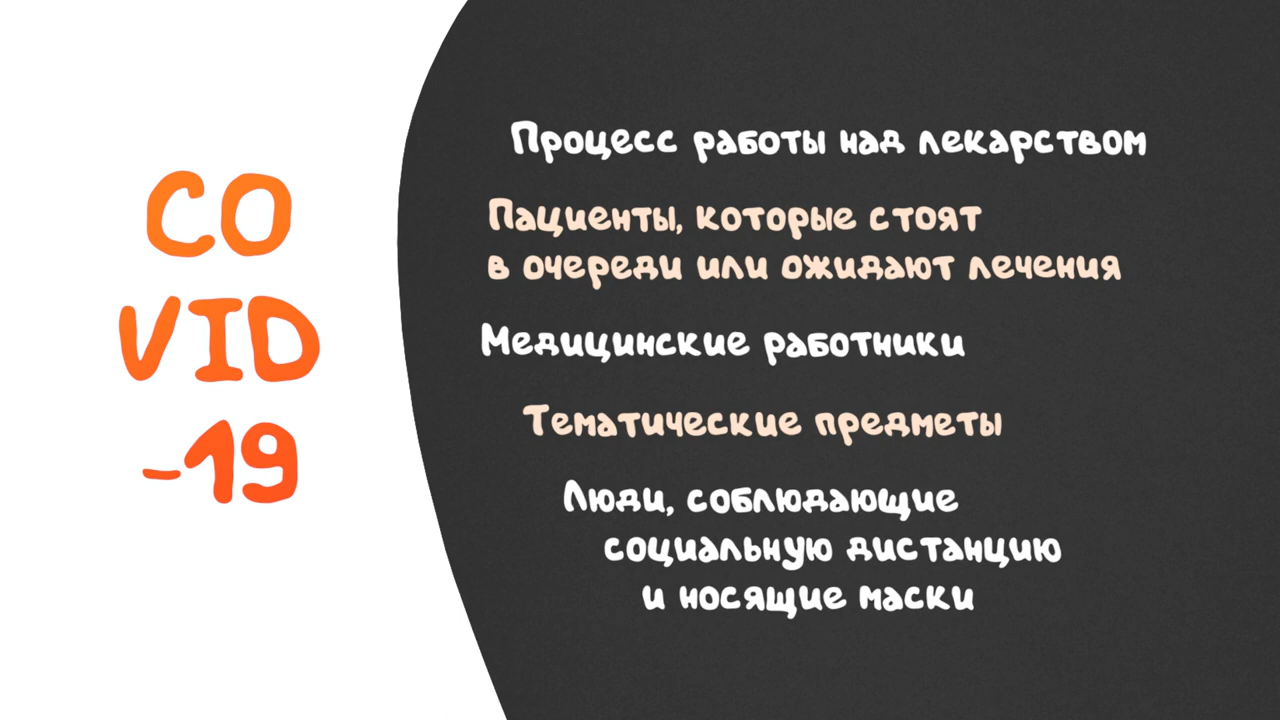 CO
VID
-19
Процесс работы над лекарством
Пациенты, которые стоят
в очереди или ожидают лечения
Медицинские работники
Тематические предметы
Люди, соблюдающие
социальную дистанцию
и носящие маски